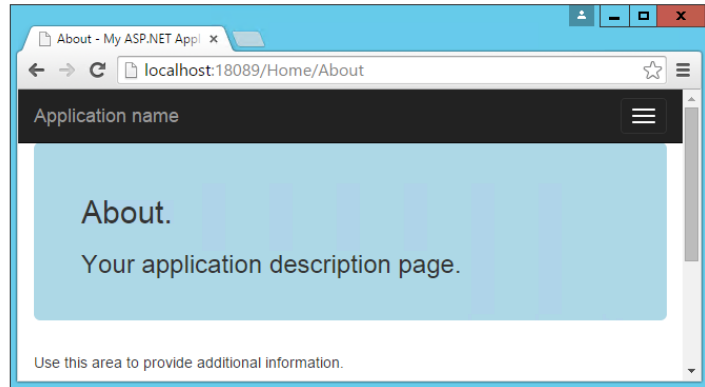 About - My ASP.NET Appl
localhost:18089/Home/About
Application name
About.
Your application description page.
Use this area to provide additional information.